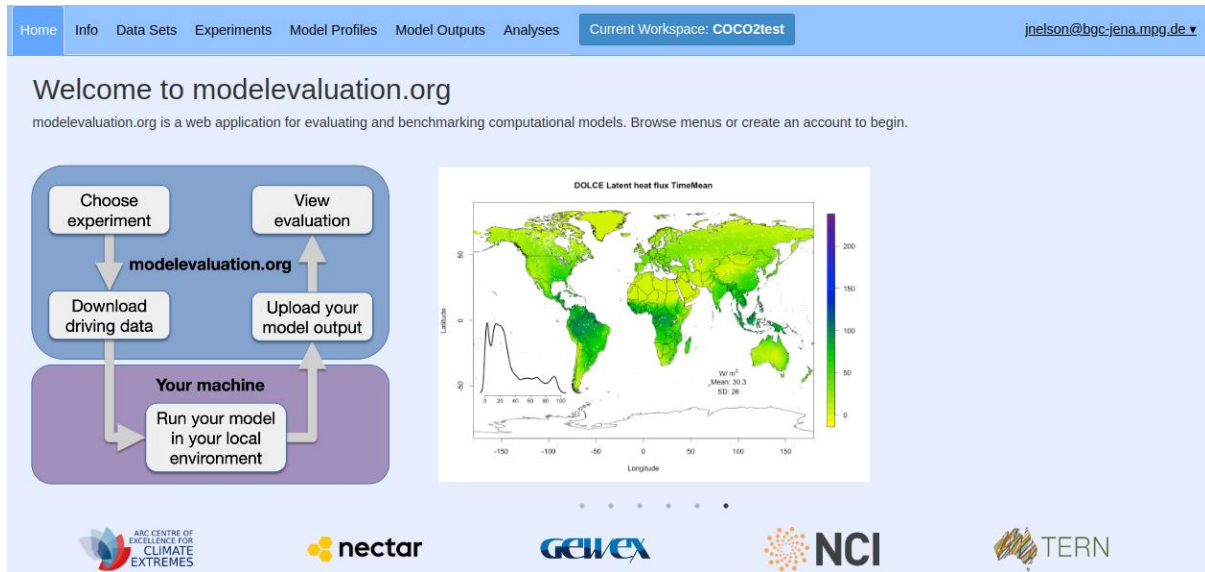 Home Info Data Sets Experiments Model Profiles Model Outputs Analyses Current Workspace: COCO2test jnelson@bgc-jena.mpg.de ▾
Welcome to modelevaluation.org
modelevaluation.org is a web application for evaluating and benchmarking computational models. Browse menus or create an account to begin.
Choose
experiment
View
evaluation
modelevaluation.org
Download
driving data
Upload your
model output
Your machine
Run your model
in your local
environment
DOLCE Latent heat flux TimeMean
Latitude
50
0
-50
200
150
100
50
0
W/ m²
Mean: 30.3
SD: 26
0 20 40 60 80 100
-150 -100 -50 0 50 100 150
Longitude
ARC CENTRE OF
EXCELLENCE FOR
CLIMATE
EXTREMES
nectar
GEWEX
NCI
TERN